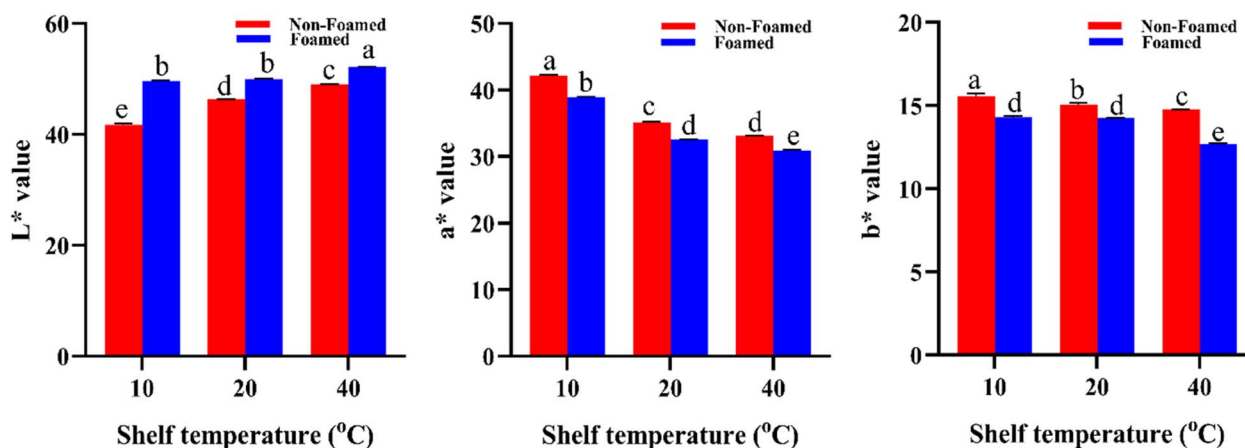 Non-Foamed
Foamed
L* value
60
40
20
0
e
b
d
b
c
a
10
20
40
Shelf temperature (°C)
Non-Foamed
Foamed
a* value
50
40
30
20
10
0
a
b
c
d
d
e
10
20
40
Shelf temperature (°C)
Non-Foamed
Foamed
b* value
20
15
15
5
0
a
d
b
d
c
e
10
20
40
Shelf temperature (°C)